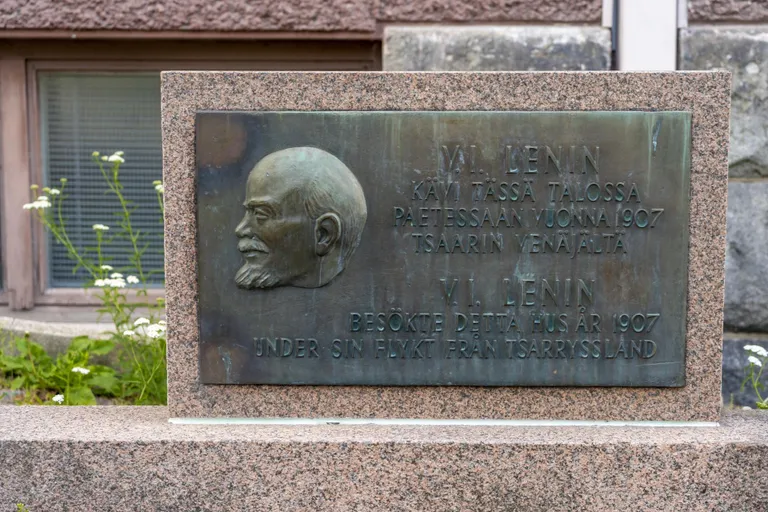 V. I. LENIN
KÄVI TÄSSÄ TALOSSA
PAETESSAAN VUONNA 1907
TSAARIN VENÄJÄLTÄ
V. I. LENIN
BESÖKTE DETTA HUS ÅR 1907
UNDER SIN FLYKT FRÅN TSARRYSSLAND